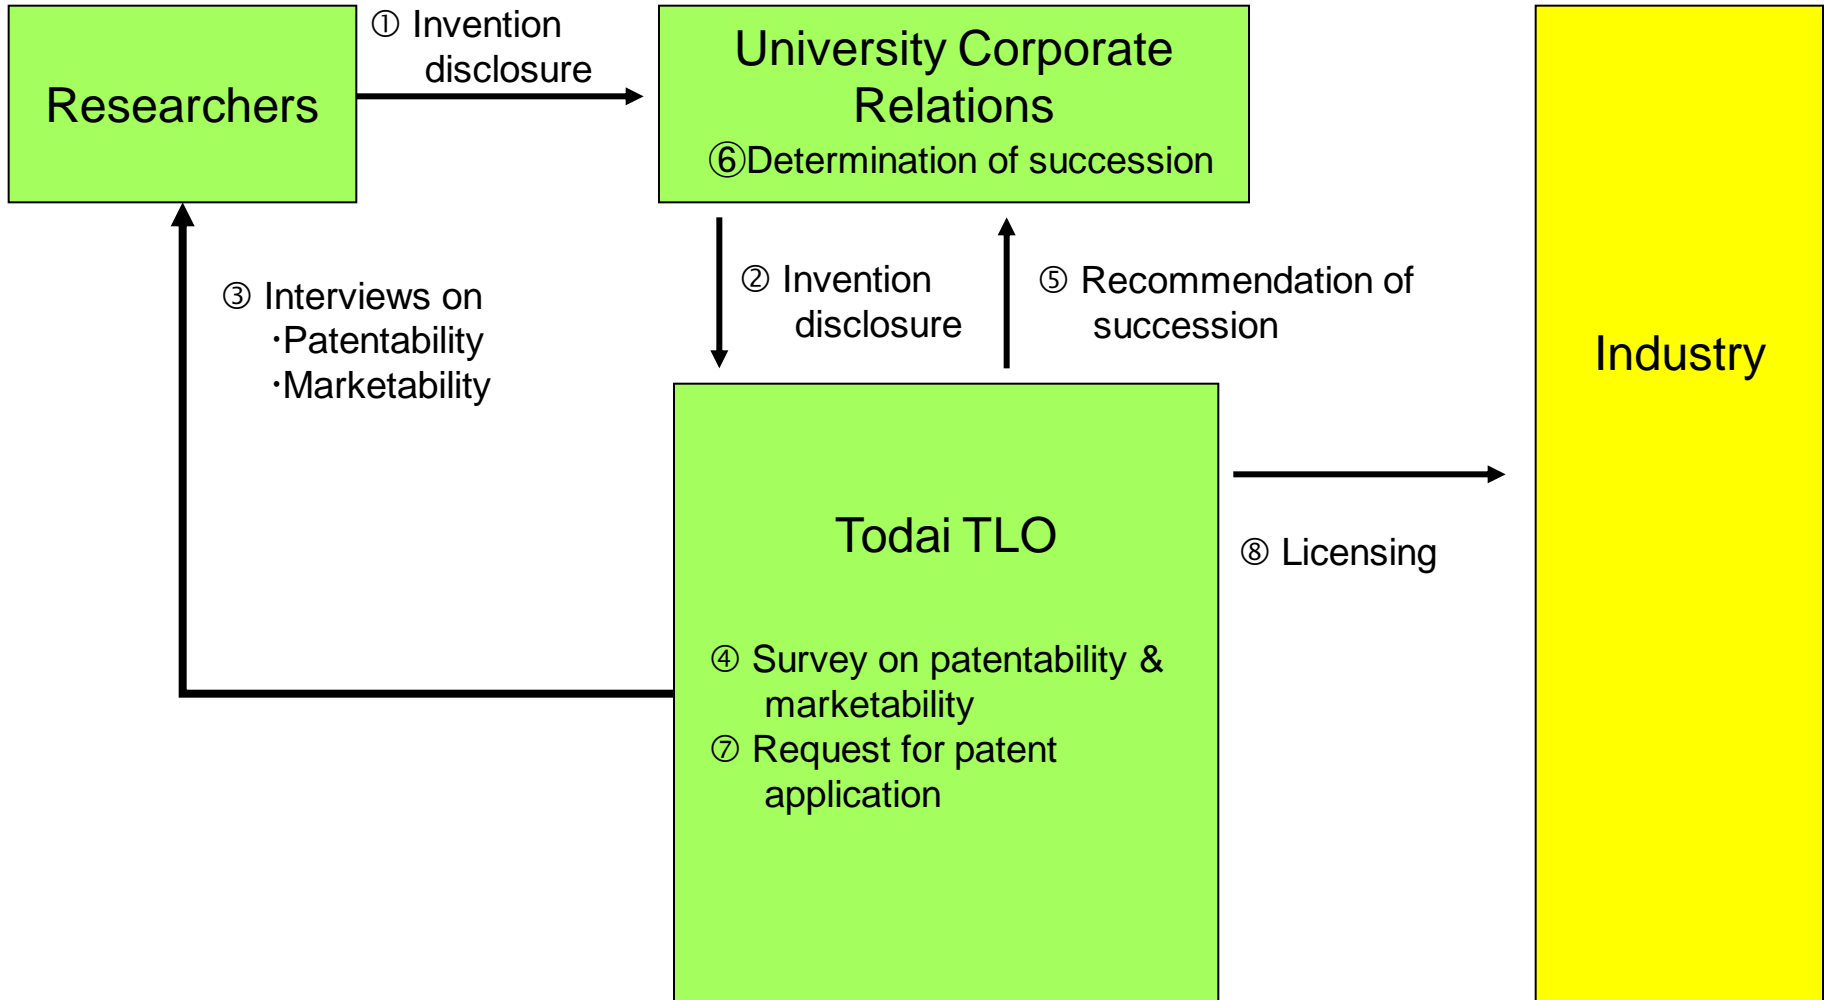 Researchers
① Invention
disclosure
University Corporate
Relations
⑥Determination of succession
③ Interviews on
･Patentability
･Marketability
② Invention
disclosure
⑤ Recommendation of
succession
Industry
Todai TLO
④ Survey on patentability &
marketability
⑦ Request for patent
application
⑧ Licensing